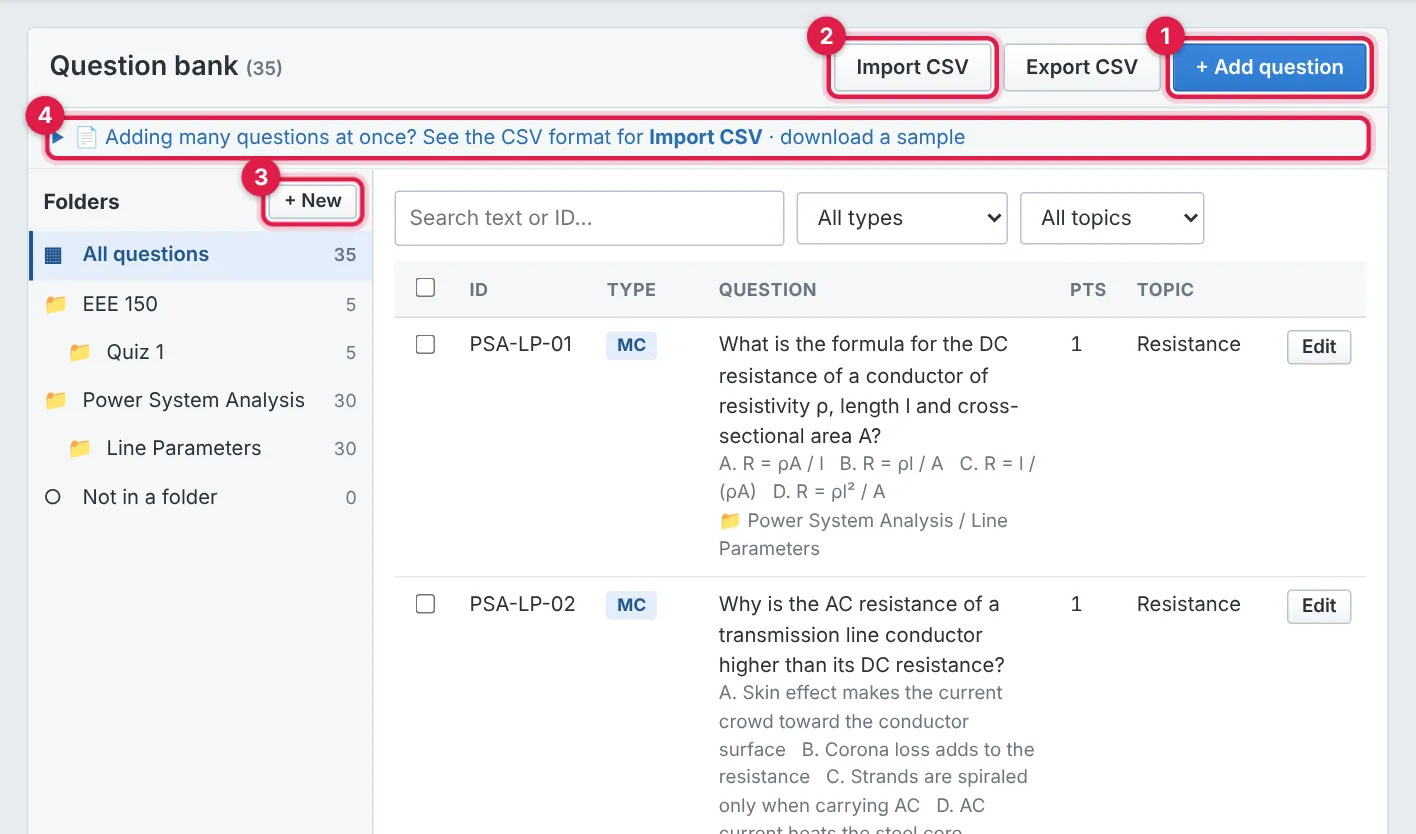 2
1
Question bank (35)
Import CSV
Export CSV
+ Add question
4
Adding many questions at once? See the CSV format for Import CSV · download a sample
3
Folders
+ New
All questions 35
EEE 150 5
Quiz 1 5
Power System Analysis 30
Line Parameters 30
Not in a folder 0
Search text or ID...
All types
All topics
ID TYPE QUESTION PTS TOPIC
PSA-LP-01 MC What is the formula for the DC 1 Resistance Edit
resistance of a conductor of
resistivity ρ, length l and cross-
sectional area A?
A. R = ρA / l B. R = ρl / A C. R = l /
(ρA) D. R = ρl² / A
Power System Analysis / Line
Parameters
PSA-LP-02 MC Why is the AC resistance of a 1 Resistance Edit
transmission line conductor
higher than its DC resistance?
A. Skin effect makes the current
crowd toward the conductor
surface B. Corona loss adds to the
resistance C. Strands are spiraled
only when carrying AC D. AC
current heats the steel core